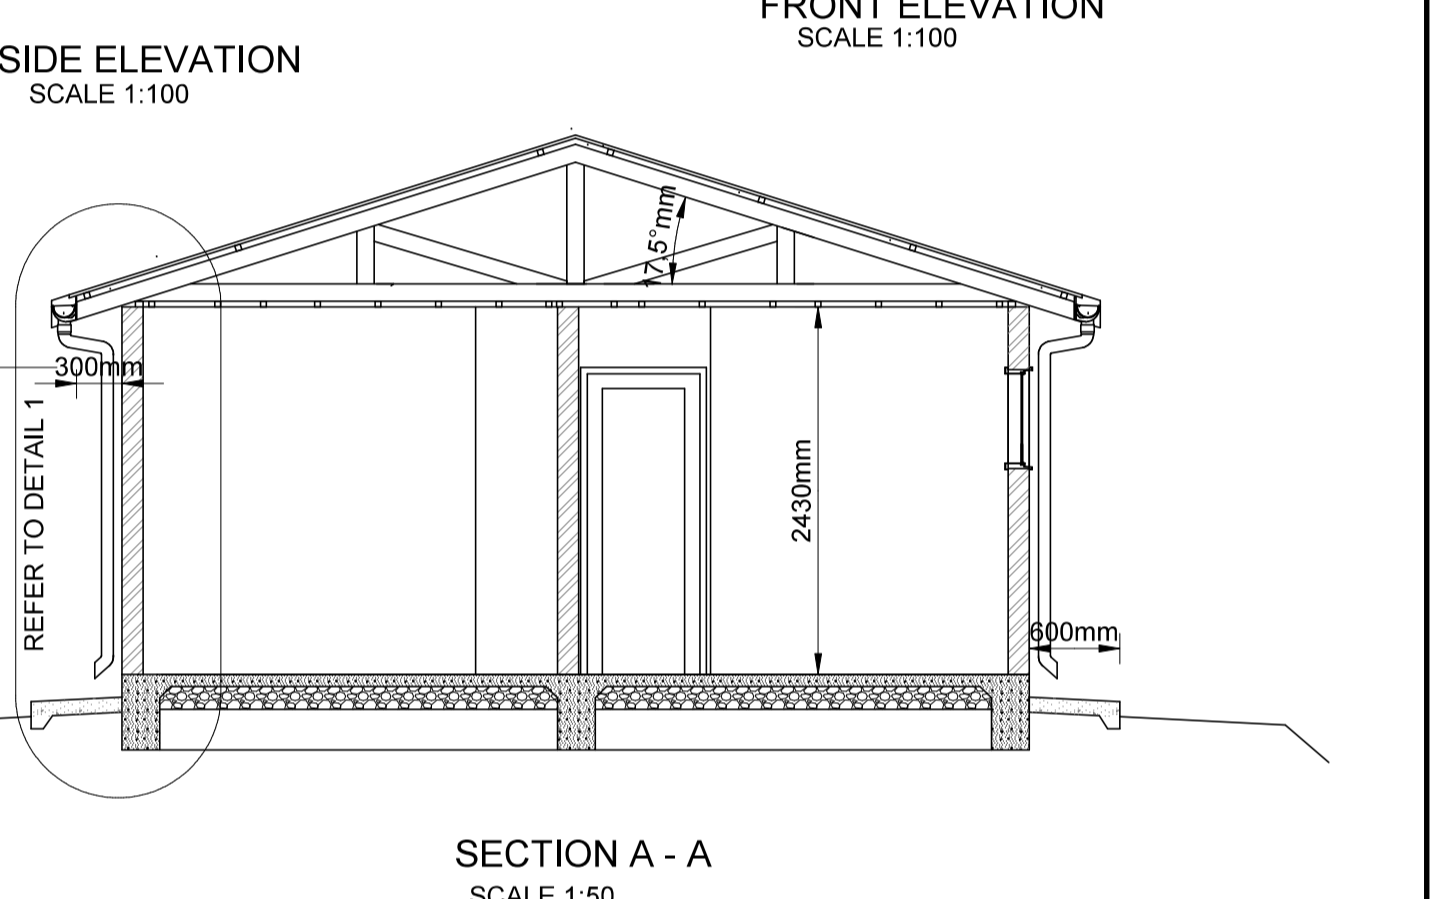 FRONT ELEVATION
SCALE 1:100
SIDE ELEVATION
SCALE 1:100
17,5°mm
300mm
REFER TO DETAIL 1
2430mm
600mm
SECTION A - A
SCALE 1:50